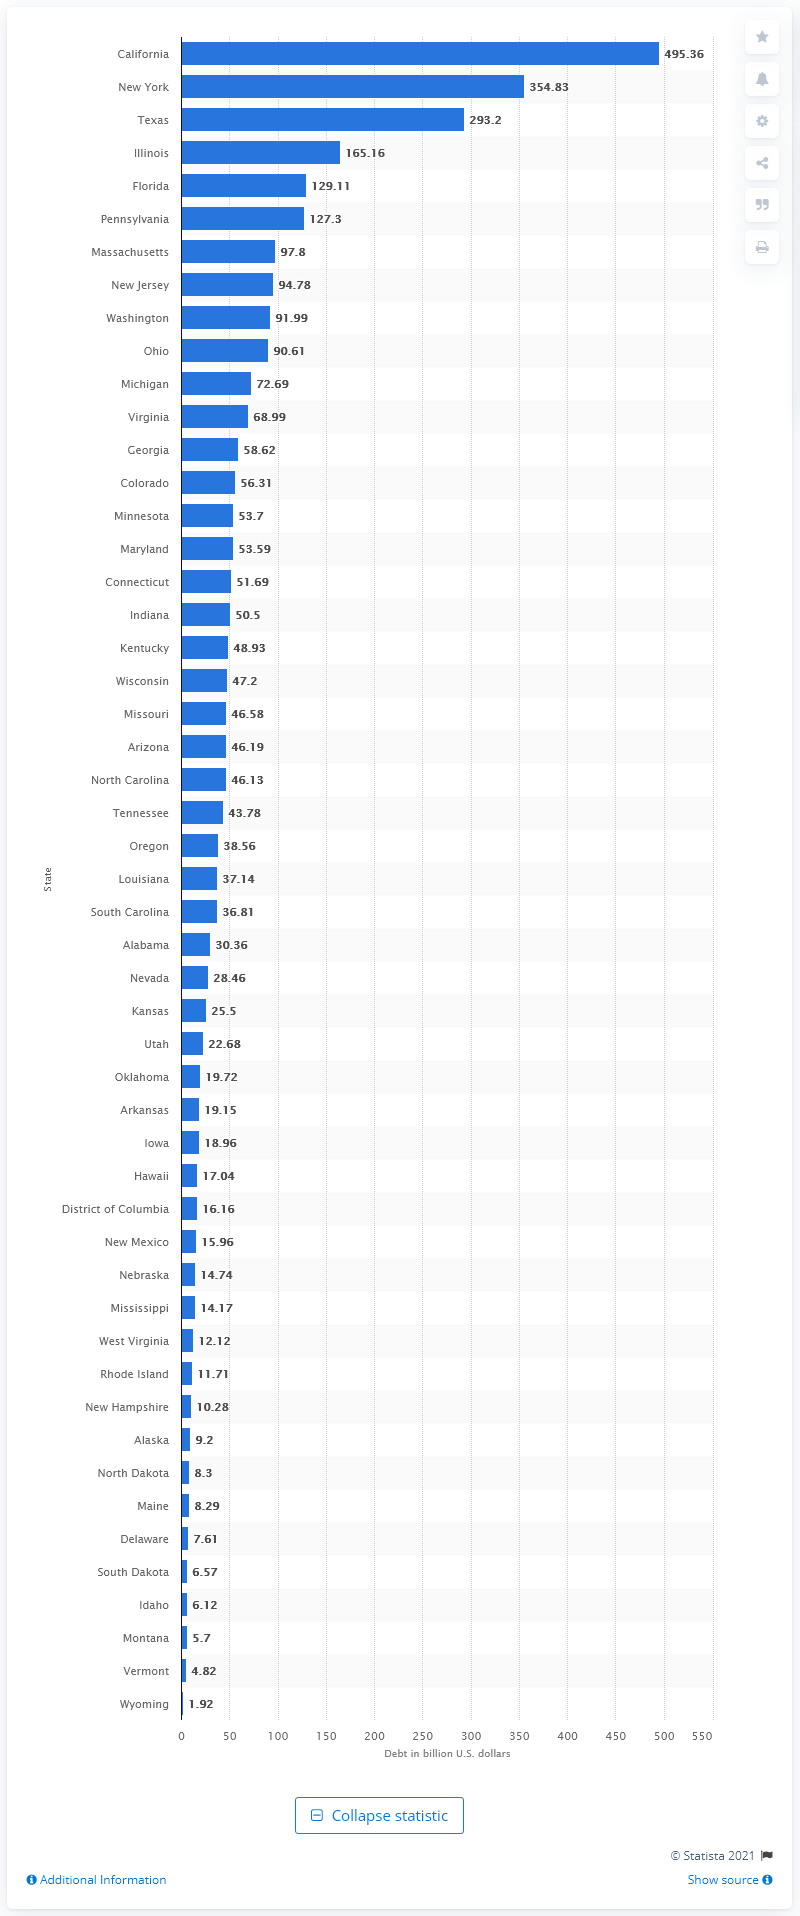 California 495.36
New York 354.83
Texas 293.2
Illinois 165.16
Florida 129.11
Pennsylvania 127.3
Massachusetts 97.8
New Jersey 94.78
Washington 91.99
Ohio 90.61
Michigan 72.69
Virginia 68.99
Georgia 58.62
Colorado 56.31
Minnesota 53.7
Maryland 53.59
Connecticut 51.69
Indiana 50.5
Kentucky 48.93
Wisconsin 47.2
Missouri 46.58
Arizona 46.19
North Carolina 46.13
Tennessee 43.78
Oregon 38.56
State
Louisiana 37.14
South Carolina 36.81
Alabama 30.36
Nevada 28.46
Kansas 25.5
Utah 22.68
Oklahoma 19.72
Arkansas 19.15
Iowa 18.96
Hawaii 17.04
District of Columbia 16.16
New Mexico 15.96
Nebraska 14.74
Mississippi 14.17
West Virginia 12.12
Rhode Island 11.71
New Hampshire 10.28
Alaska 9.2
North Dakota 8.3
Maine 8.29
Delaware 7.61
South Dakota 6.57
Idaho 6.12
Montana 5.7
Vermont 4.82
Wyoming 1.92
0 50 100 150 200 250 300 350 400 450 500 550
Debt in billion U.S. dollars
Collapse statistic
© Statista 2021
Additional Information Show source